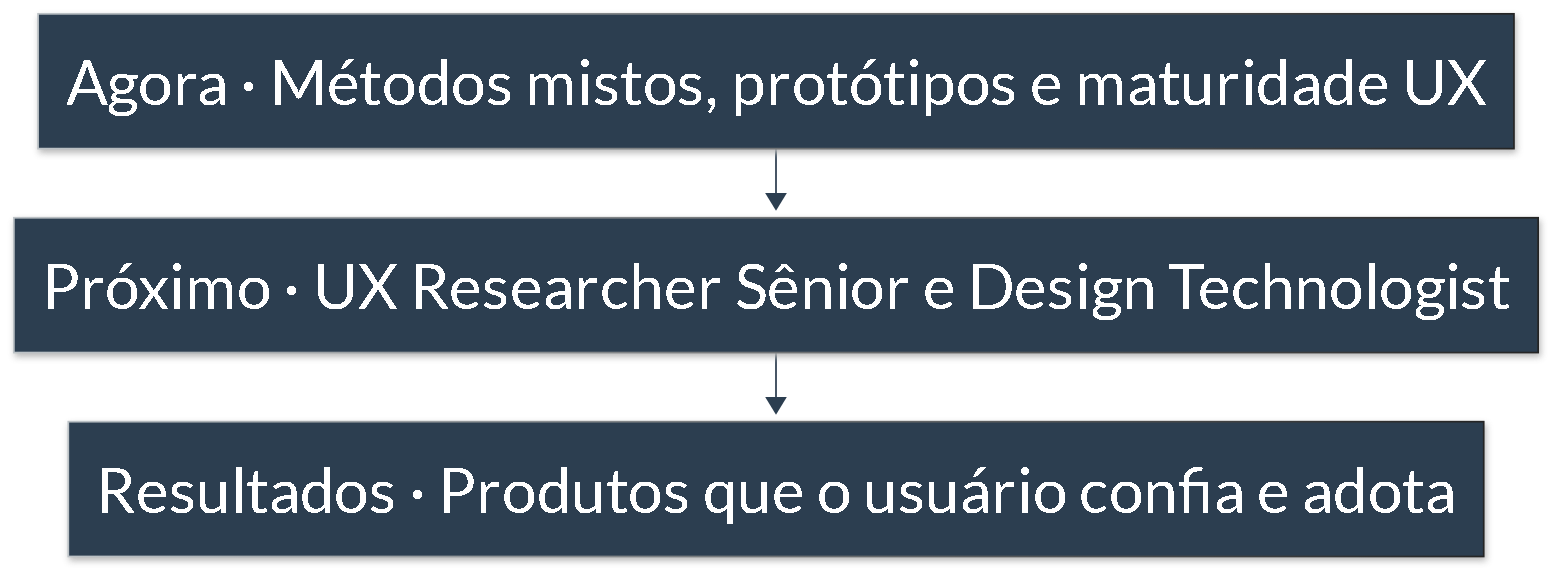 Agora · Métodos mistos, protótipos e maturidade UX
Próximo · UX Researcher Sênior e Design Technologist
Resultados · Produtos que o usuário confia e adota